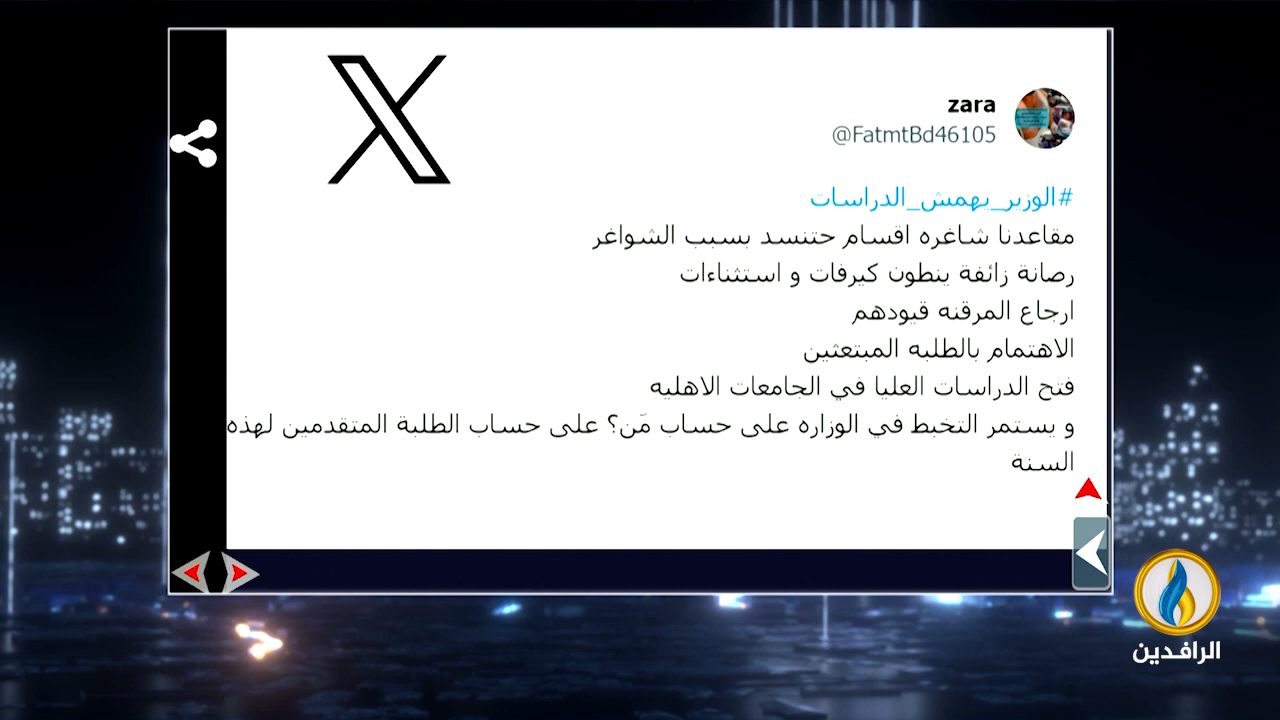 zara
@FatmtBd46105
#الوزير_يهمش_الدراسات
مقاعدنا شاغره اقسام حتنسد بسبب الشواغر
رصانة زائفة ينطون كيرفات و استثناءات
ارجاع المرقنه قيودهم
الاهتمام بالطلبه المبتعثين
فتح الدراسات العليا في الجامعات الاهليه
و يستمر التخبط في الوزاره على حساب مَن؟ على حساب الطلبة المتقدمين لهذه
السنة
الرافدين